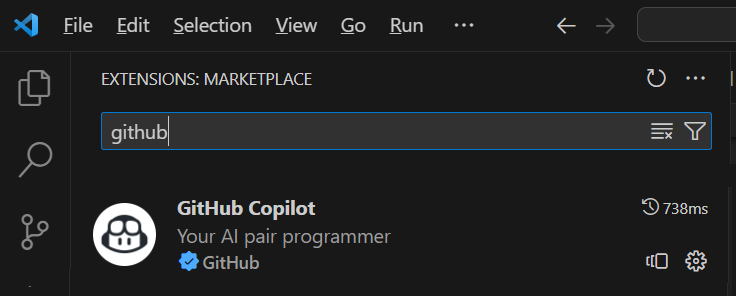 File Edit Selection View Go Run ···
EXTENSIONS: MARKETPLACE
github
GitHub Copilot 738ms
Your AI pair programmer
GitHub